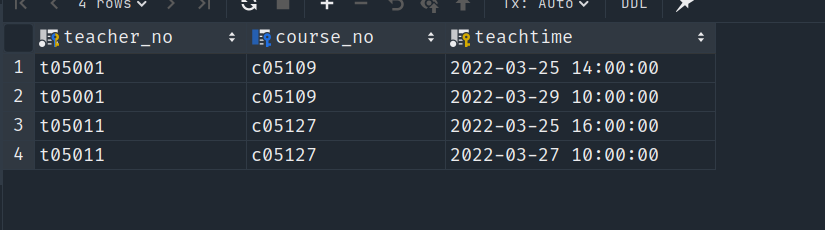 4 rows Tx: Auto DDL
teacher_no course_no teachtime
1 t05001 c05109 2022-03-25 14:00:00
2 t05001 c05109 2022-03-29 10:00:00
3 t05011 c05127 2022-03-25 16:00:00
4 t05011 c05127 2022-03-27 10:00:00